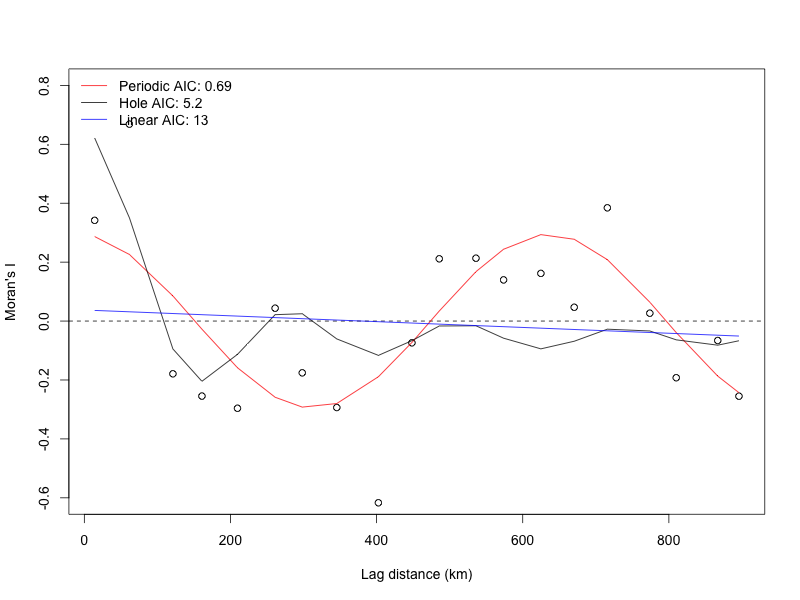 Periodic AIC: 0.69
Hole AIC: 5.2
Linear AIC: 13
Moran's I
0.8
0.6
0.4
0.2
0.0
-0.2
-0.4
-0.6
0 200 400 600 800
Lag distance (km)